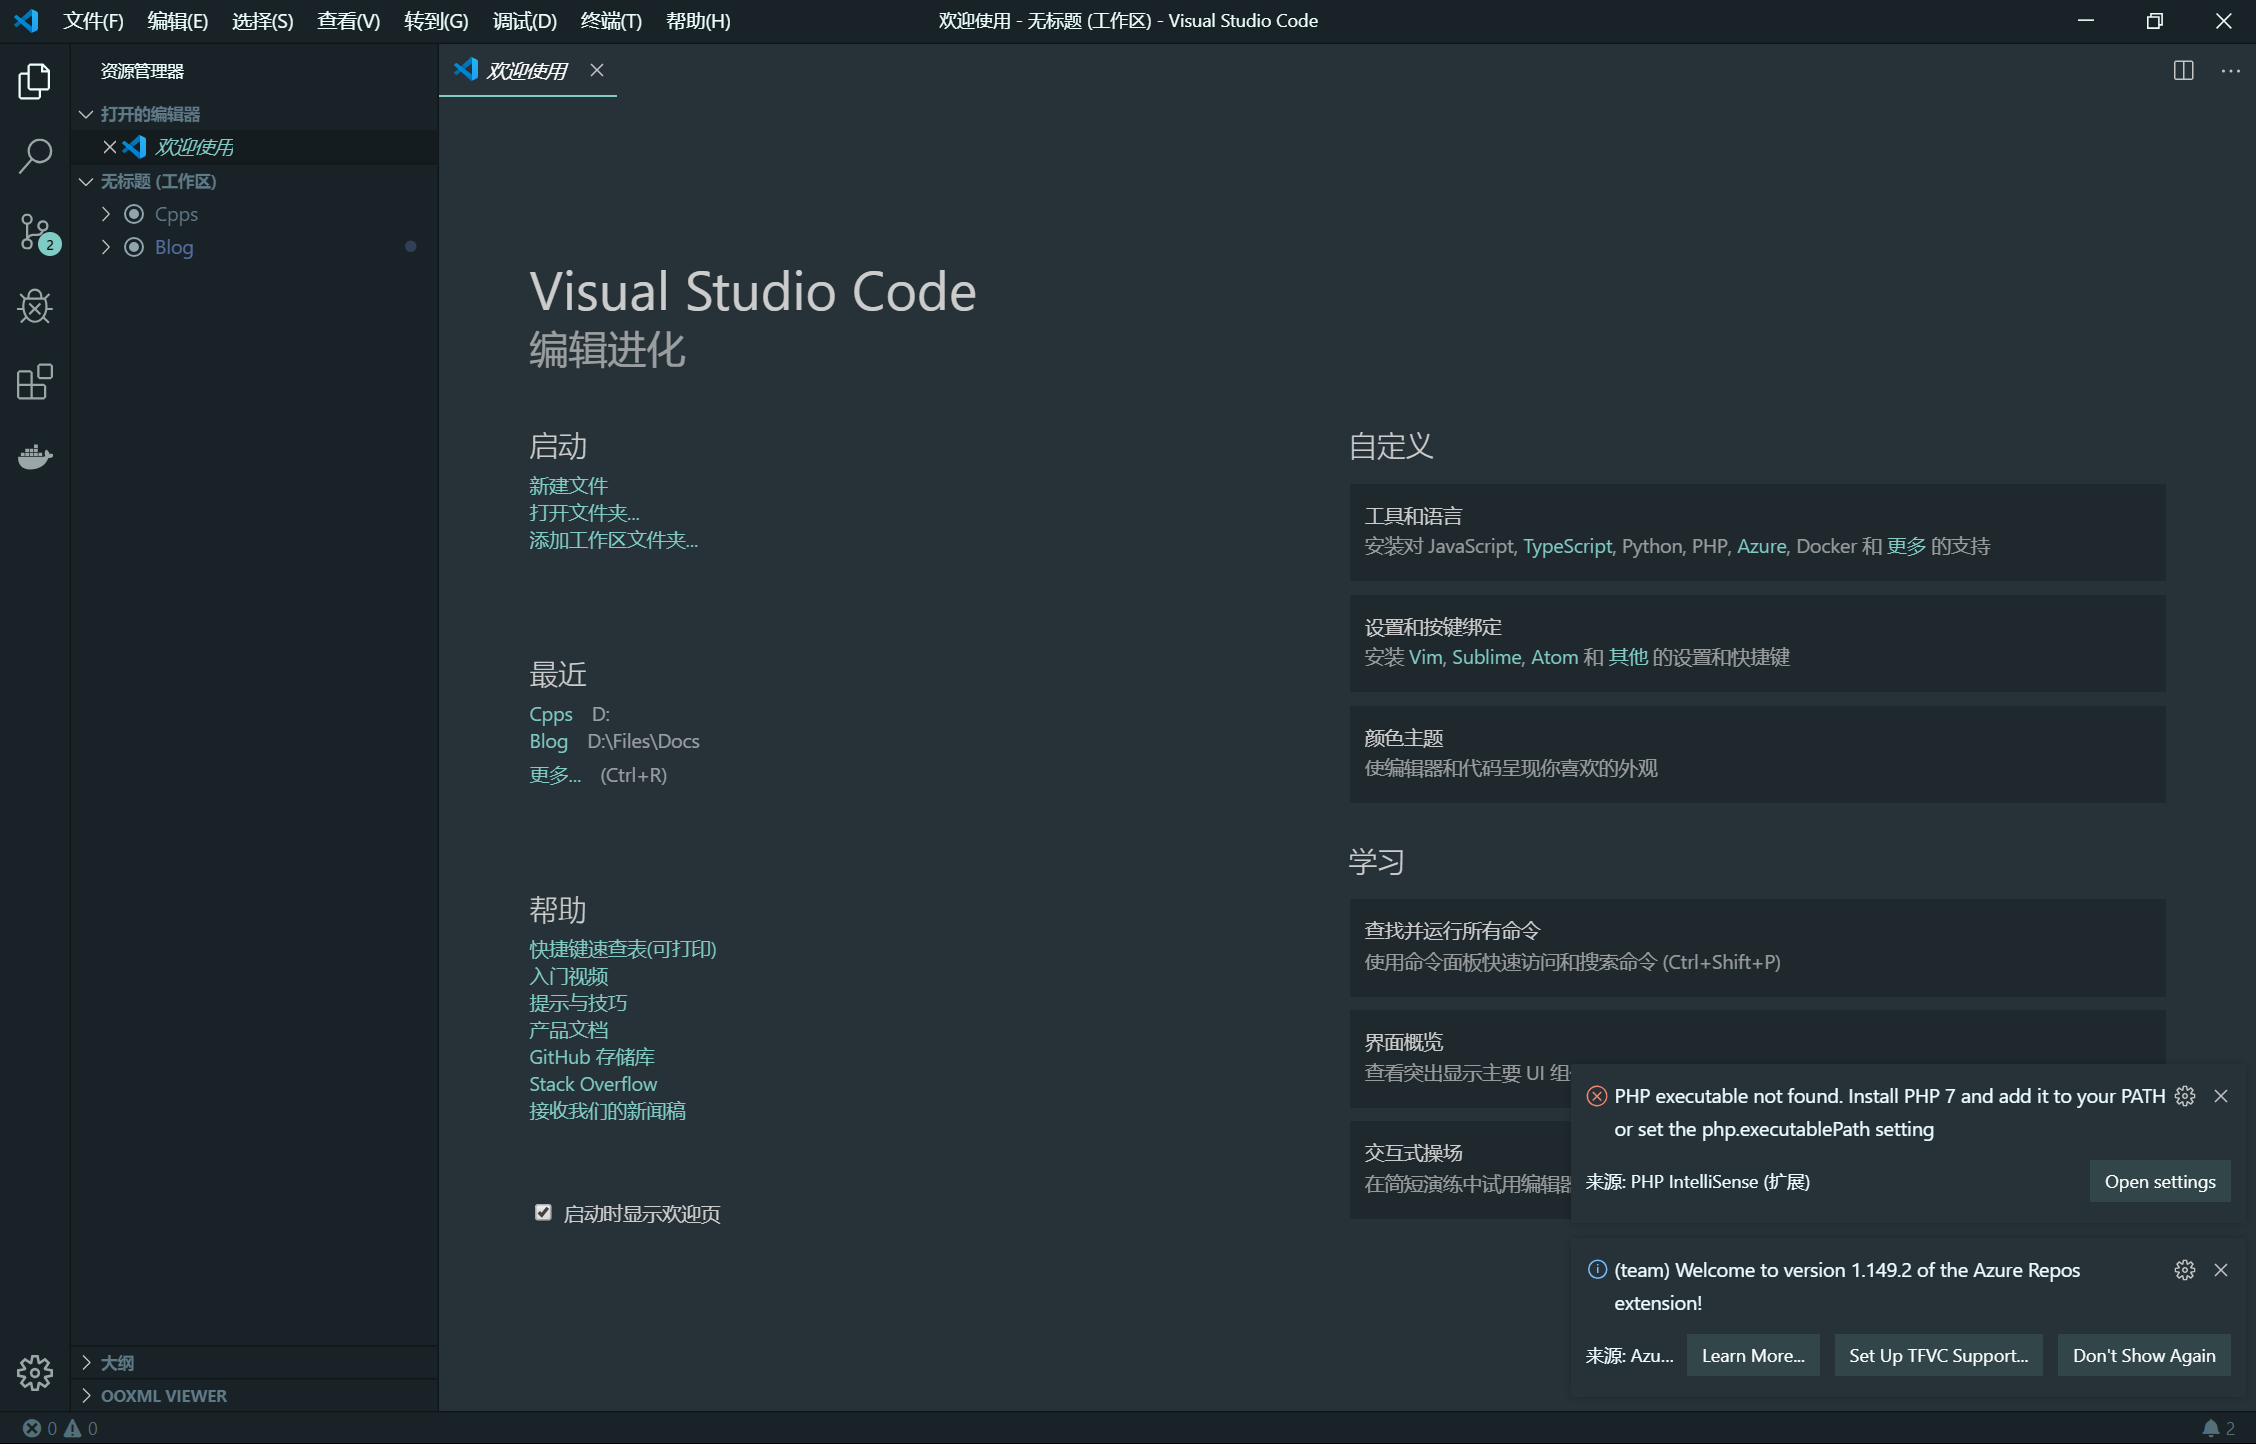 文件(F) 编辑(E) 选择(S) 查看(V) 转到(G) 调试(D) 终端(T) 帮助(H) 欢迎使用 - 无标题 (工作区) - Visual Studio Code
资源管理器
打开的编辑器
欢迎使用
无标题 (工作区)
Cpps
Blog
2
大纲
OOXML VIEWER
欢迎使用
Visual Studio Code
编辑进化
启动
新建文件
打开文件夹...
添加工作区文件夹...
最近
Cpps D:
Blog D:\Files\Docs
更多... (Ctrl+R)
帮助
快捷键速查表(可打印)
入门视频
提示与技巧
产品文档
GitHub 存储库
Stack Overflow
接收我们的新闻稿
启动时显示欢迎页
自定义
工具和语言
安装对 JavaScript, TypeScript, Python, PHP, Azure, Docker 和 更多 的支持
设置和按键绑定
安装 Vim, Sublime, Atom 和 其他 的设置和快捷键
颜色主题
使编辑器和代码呈现你喜欢的外观
学习
查找并运行所有命令
使用命令面板快速访问和搜索命令 (Ctrl+Shift+P)
界面概览
查看突出显示主要 UI 组
交互式操场
在简短演练中试用编辑器
PHP executable not found. Install PHP 7 and add it to your PATH
or set the php.executablePath setting
来源: PHP IntelliSense (扩展) Open settings
(team) Welcome to version 1.149.2 of the Azure Repos
extension!
来源: Azu... Learn More... Set Up TFVC Support... Don't Show Again
0 0 2